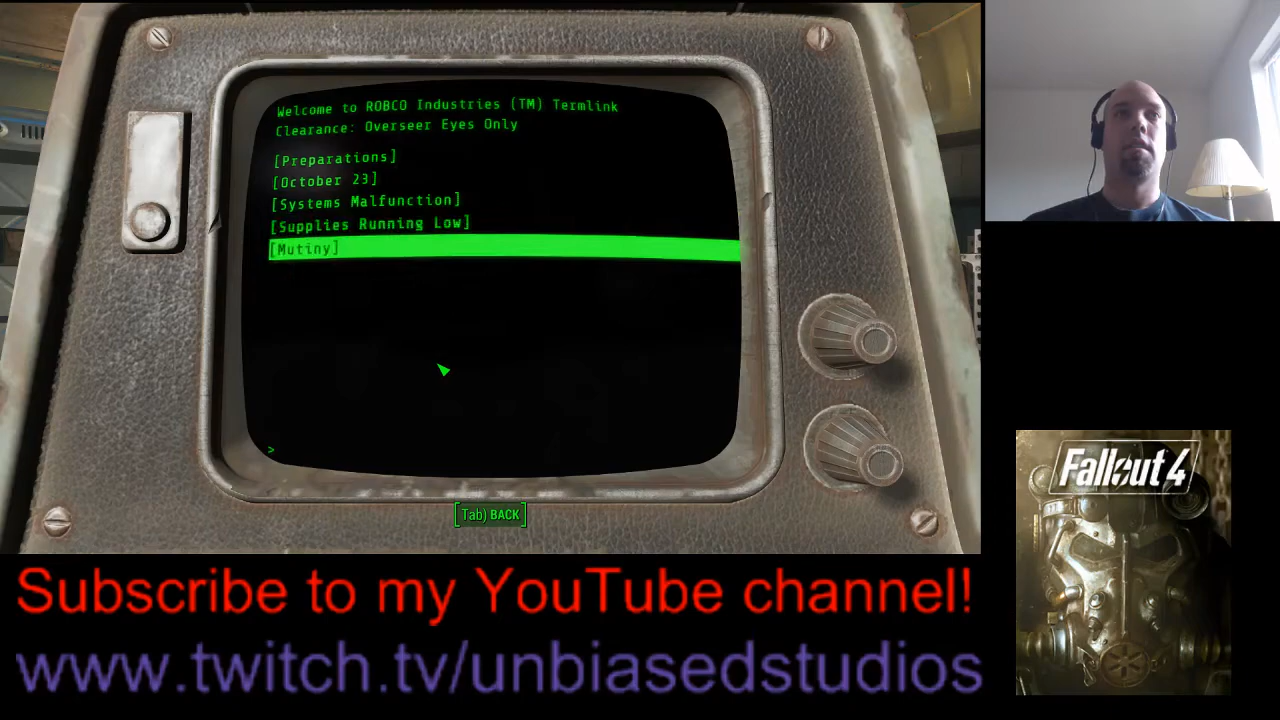 Welcome to ROBCO Industries (TM) Termlink
Clearance: Overseer Eyes Only
[Preparations]
[October 23]
[Systems Malfunction]
[Supplies Running Low]
[Mutiny]
>
[Tab) BACK]
Fallout 4
Subscribe to my YouTube channel!
www.twitch.tv/unbiasedstudios